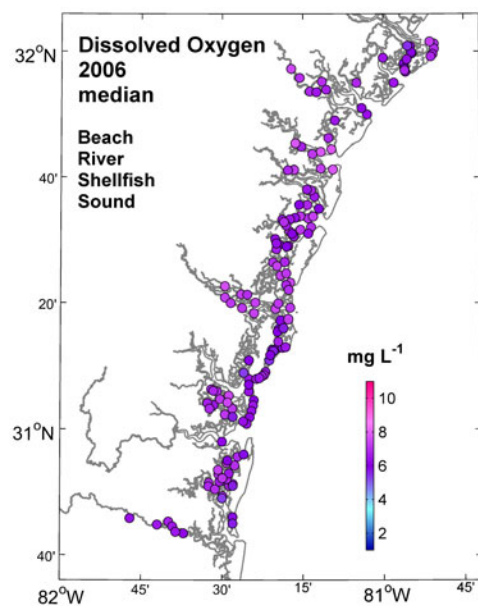 Dissolved Oxygen
2006
median
Beach
River
Shellfish
Sound
32°N
40'
20'
31°N
40'
mg L⁻¹
10
8
6
4
2
82°W
45'
30'
15'
81°W
45'